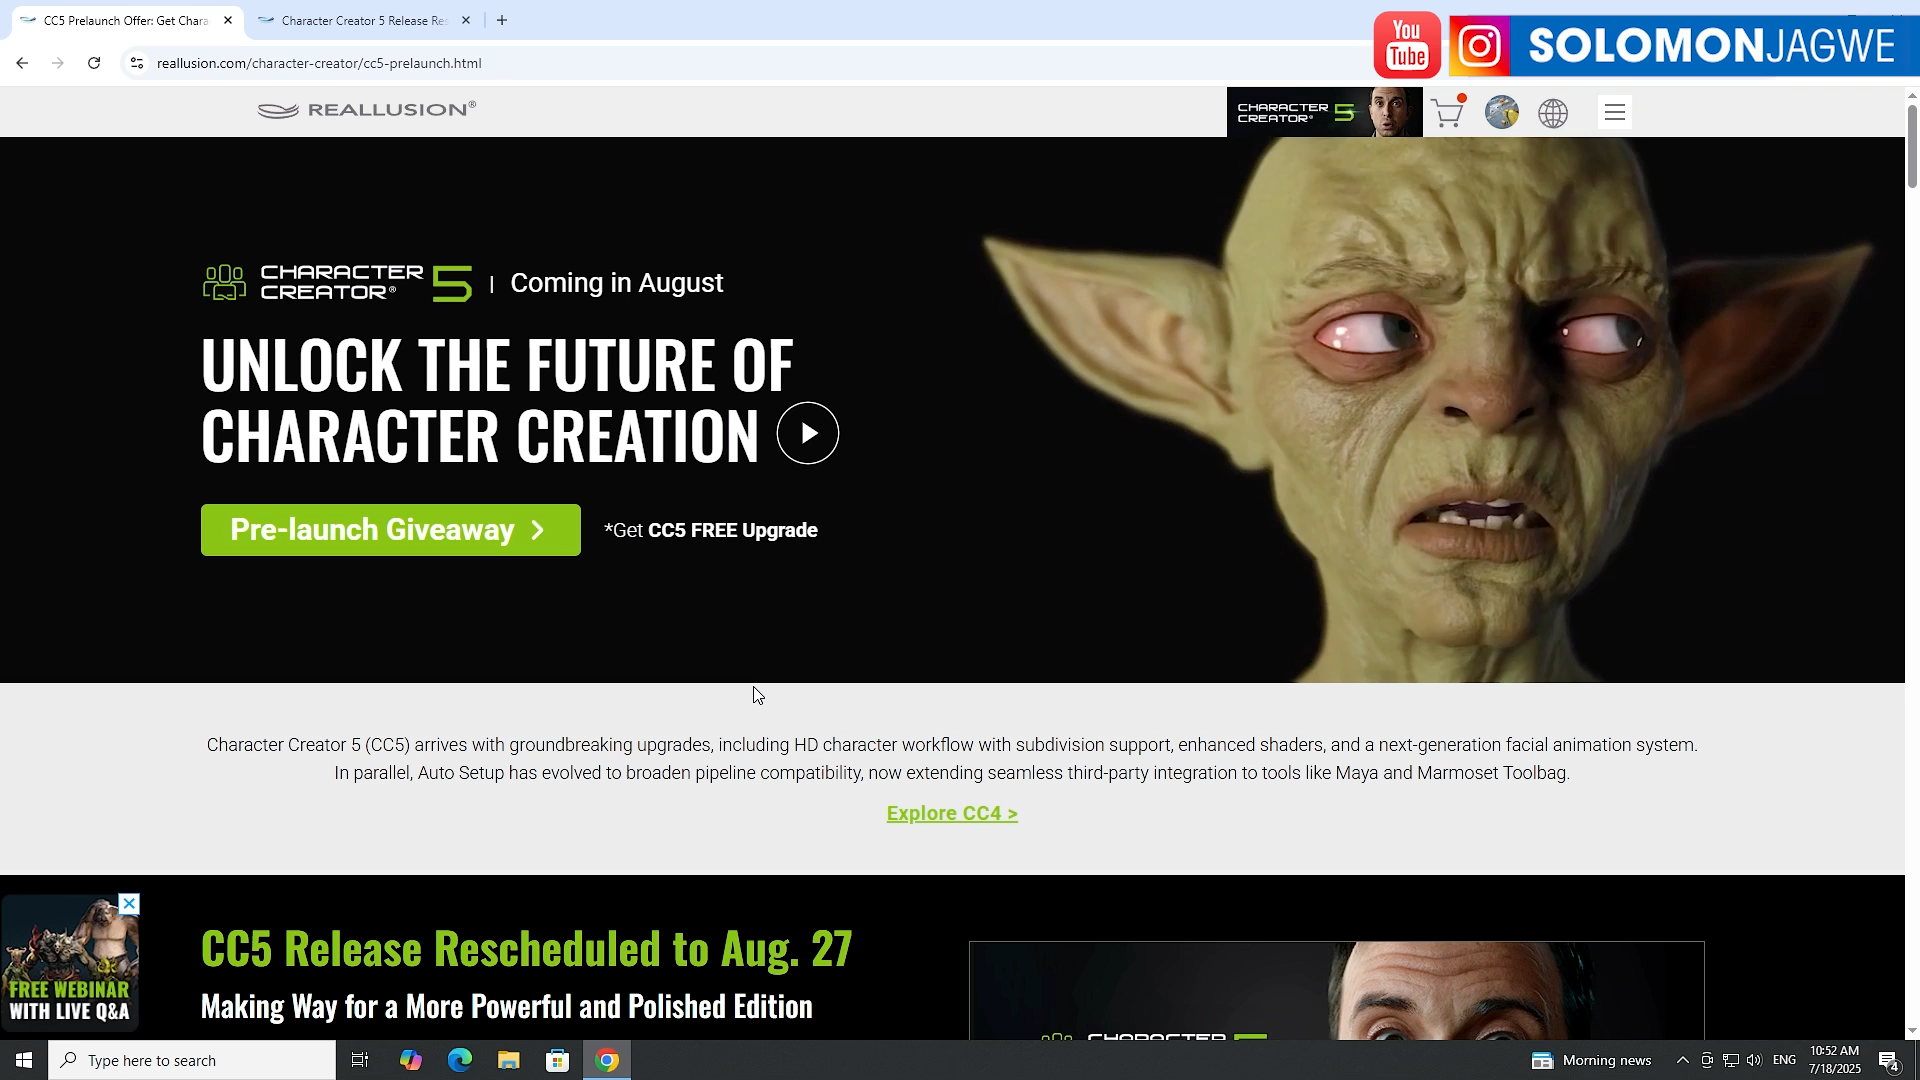 CC5 Prelaunch Offer: Get Chara
Character Creator 5 Release Res
You
Tube
SOLOMONJAGWE
reallusion.com/character-creator/cc5-prelaunch.html
REALLUSION®
CHARACTER
CREATOR® 5
CHARACTER
CREATOR® 5 | Coming in August
UNLOCK THE FUTURE OF
CHARACTER CREATION
Pre-launch Giveaway >
*Get CC5 FREE Upgrade
Character Creator 5 (CC5) arrives with groundbreaking upgrades, including HD character workflow with subdivision support, enhanced shaders, and a next-generation facial animation system.
In parallel, Auto Setup has evolved to broaden pipeline compatibility, now extending seamless third-party integration to tools like Maya and Marmoset Toolbag.
Explore CC4 >
CC5 Release Rescheduled to Aug. 27
Making Way for a More Powerful and Polished Edition
FREE WEBINAR
WITH LIVE Q&A
Type here to search
Morning news
ENG
10:52 AM
7/18/2025
4